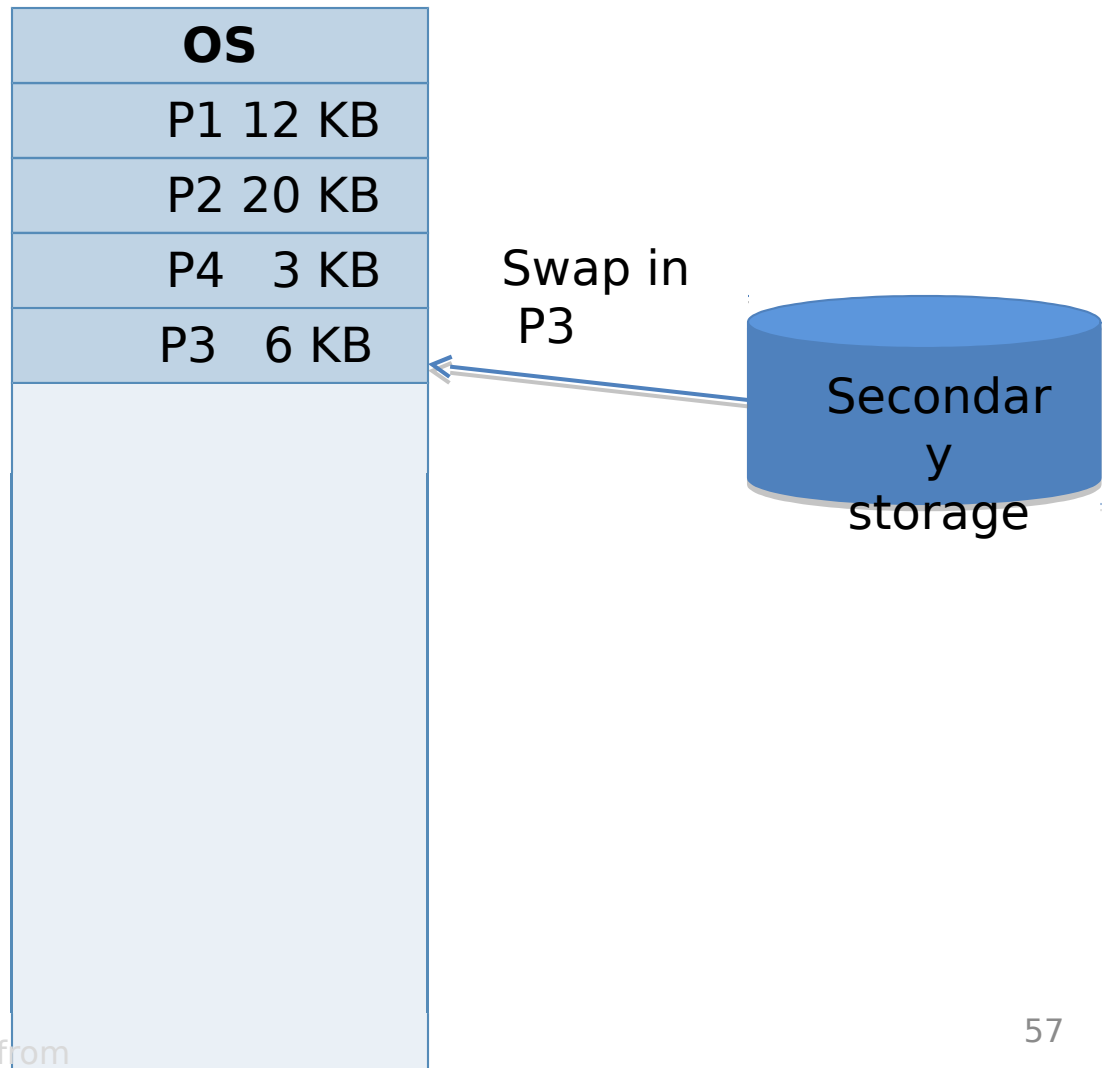 OS
P1 12 KB
P2 20 KB
P4 3 KB
P3 6 KB
Swap in
P3
Secondar
y
storage
57
from